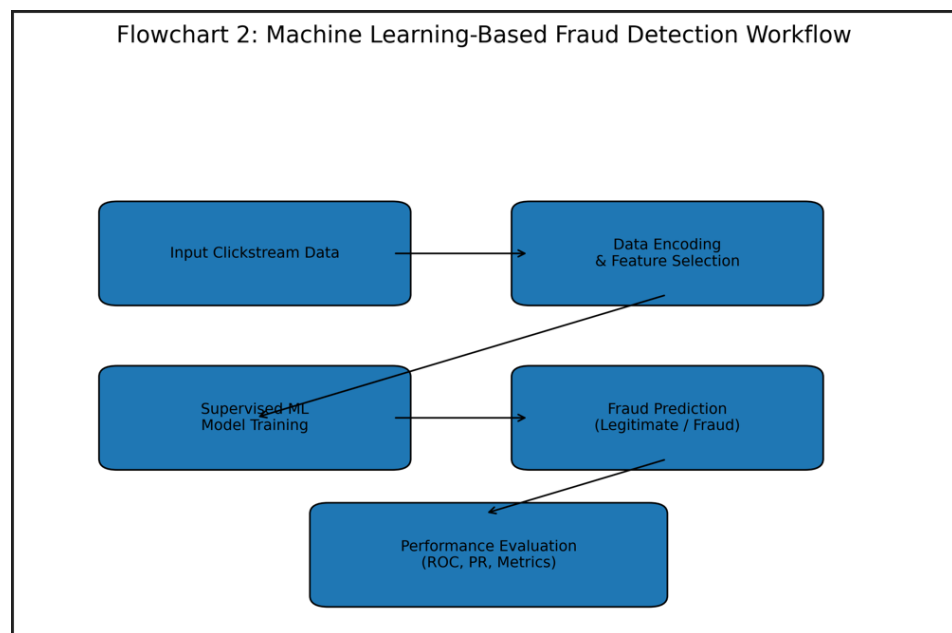 Flowchart 2: Machine Learning-Based Fraud Detection Workflow
Input Clickstream Data
Data Encoding
& Feature Selection
Supervised ML
Model Training
Fraud Prediction
(Legitimate / Fraud)
Performance Evaluation
(ROC, PR, Metrics)